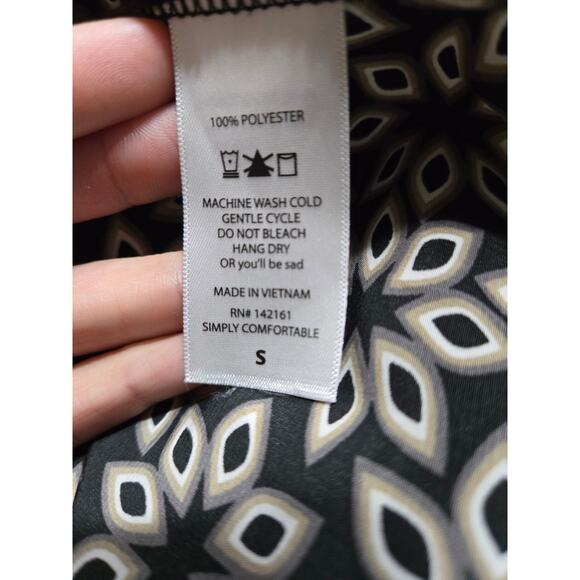 100% POLYESTER
MACHINE WASH COLD
GENTLE CYCLE
DO NOT BLEACH
HANG DRY
OR you'll be sad
MADE IN VIETNAM
RN# 142161
SIMPLY COMFORTABLE
S